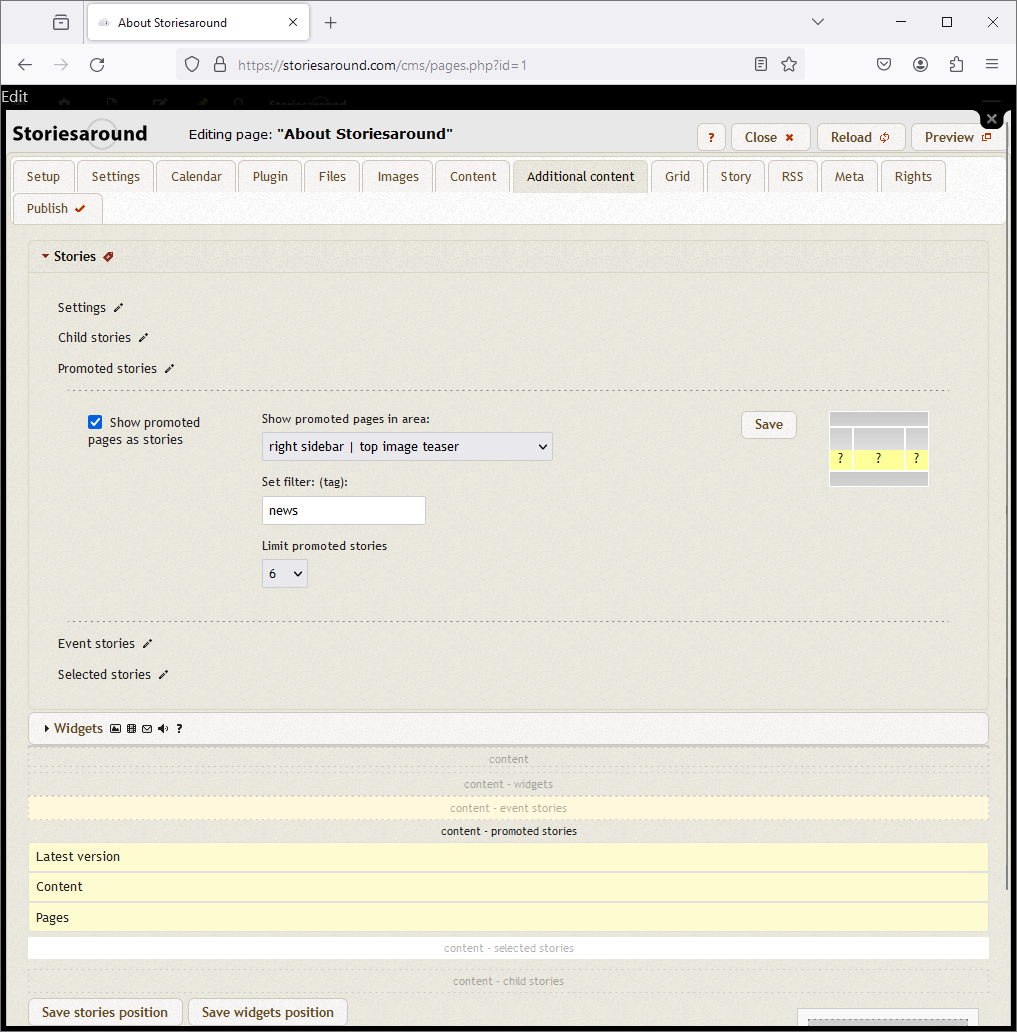 About Storiesaround
https://storiesaround.com/cms/pages.php?id=1
Edit
Storiesaround
Editing page: "About Storiesaround"
?
Close
Reload
Preview
Setup
Settings
Calendar
Plugin
Files
Images
Content
Additional content
Grid
Story
RSS
Meta
Rights
Publish
Stories
Settings
Child stories
Promoted stories
Show promoted
pages as stories
Show promoted pages in area:
right sidebar | top image teaser
Set filter: (tag):
news
Limit promoted stories
6
Save
? ? ?
Event stories
Selected stories
Widgets ?
content
content - widgets
content - event stories
content - promoted stories
Latest version
Content
Pages
content - selected stories
content - child stories
Save stories position
Save widgets position